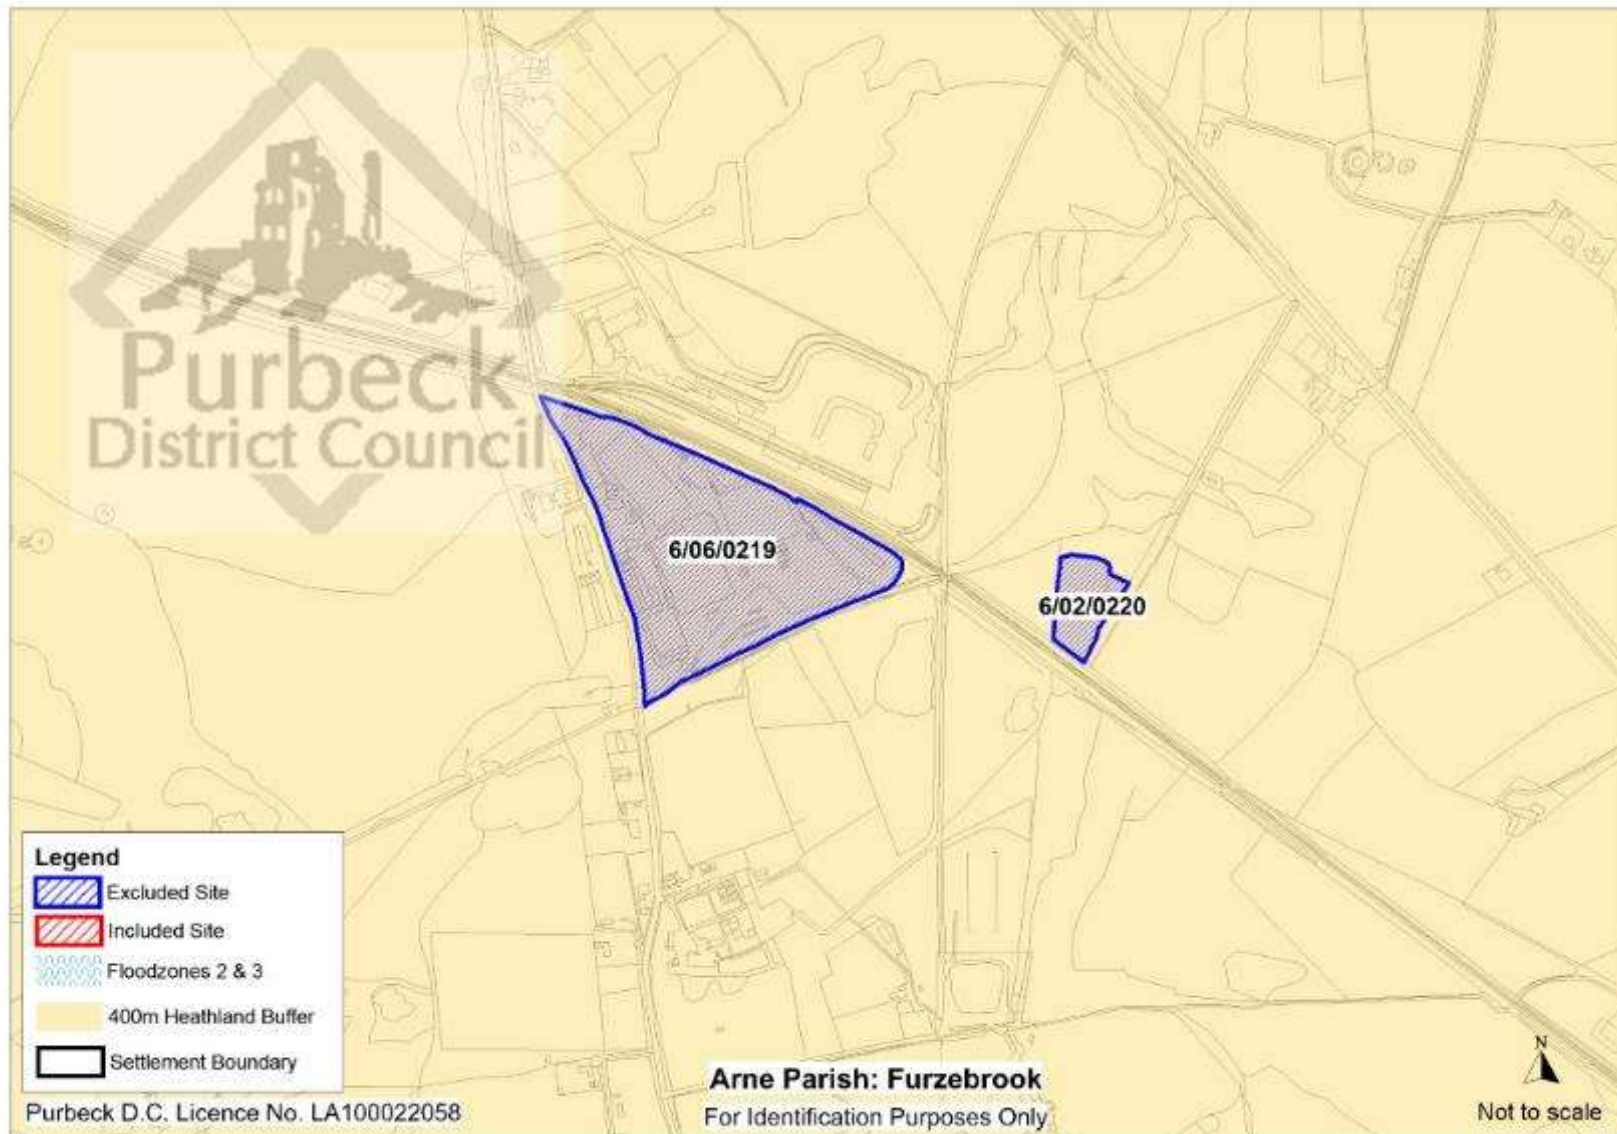 Purbeck
District Council
6/06/0219
6/02/0220
Legend
Excluded Site
Included Site
Floodzones 2 & 3
400m Heathland Buffer
Settlement Boundary
Purbeck D.C. Licence No. LA100022058
Arne Parish: Furzebrook
For Identification Purposes Only
N
Not to scale